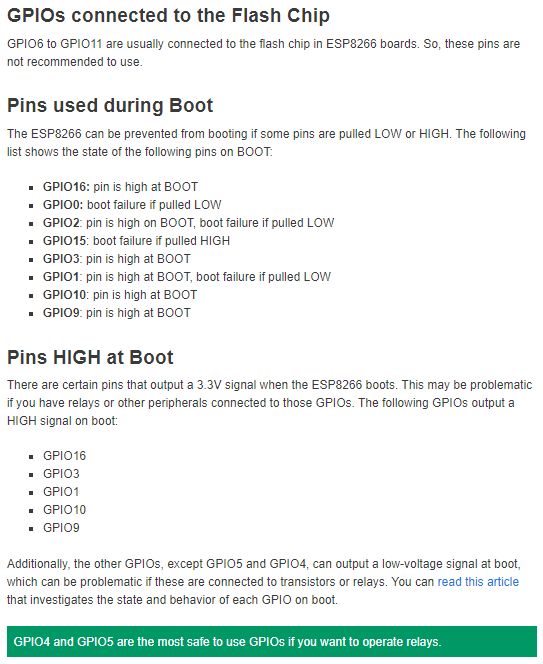 GPIOs connected to the Flash Chip
GPIO6 to GPIO11 are usually connected to the flash chip in ESP8266 boards. So, these pins are
not recommended to use.
Pins used during Boot
The ESP8266 can be prevented from booting if some pins are pulled LOW or HIGH. The following
list shows the state of the following pins on BOOT:
GPIO16: pin is high at BOOT
GPIO0: boot failure if pulled LOW
GPIO2: pin is high on BOOT, boot failure if pulled LOW
GPIO15: boot failure if pulled HIGH
GPIO3: pin is high at BOOT
GPIO1: pin is high at BOOT, boot failure if pulled LOW
GPIO10: pin is high at BOOT
GPIO9: pin is high at BOOT
Pins HIGH at Boot
There are certain pins that output a 3.3V signal when the ESP8266 boots. This may be problematic
if you have relays or other peripherals connected to those GPIOs. The following GPIOs output a
HIGH signal on boot:
GPIO16
GPIO3
GPIO1
GPIO10
GPIO9
Additionally, the other GPIOs, except GPIO5 and GPIO4, can output a low-voltage signal at boot,
which can be problematic if these are connected to transistors or relays. You can read this article
that investigates the state and behavior of each GPIO on boot.
GPIO4 and GPIO5 are the most safe to use GPIOs if you want to operate relays.